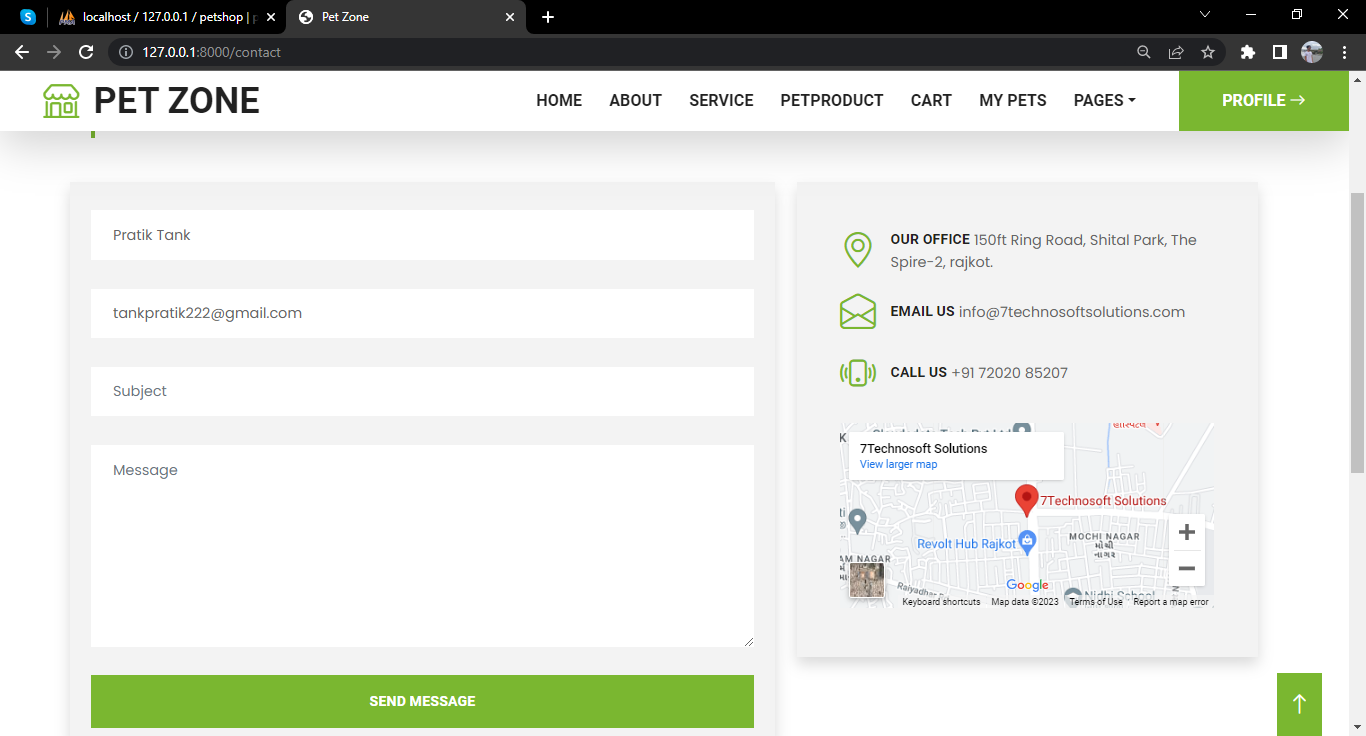 localhost / 127.0.0.1 / petshop | p
Pet Zone
127.0.0.1:8000/contact
PET ZONE
HOME
ABOUT
SERVICE
PETPRODUCT
CART
MY PETS
PAGES
PROFILE
Pratik Tank
tankpratik222@gmail.com
Subject
Message
SEND MESSAGE
OUR OFFICE 150ft Ring Road, Shital Park, The
Spire-2, rajkot.
EMAIL US info@7technosoftsolutions.com
CALL US +91 72020 85207
7Technosoft Solutions
View larger map
7Technosoft Solutions
Revolt Hub Rajkot
MOCHI NAGAR
મોચી
નાગર
AM NAGAR
Raiyadhar
Nidhi School
Google
Keyboard shortcuts
Map data ©2023
Terms of Use
Report a map error